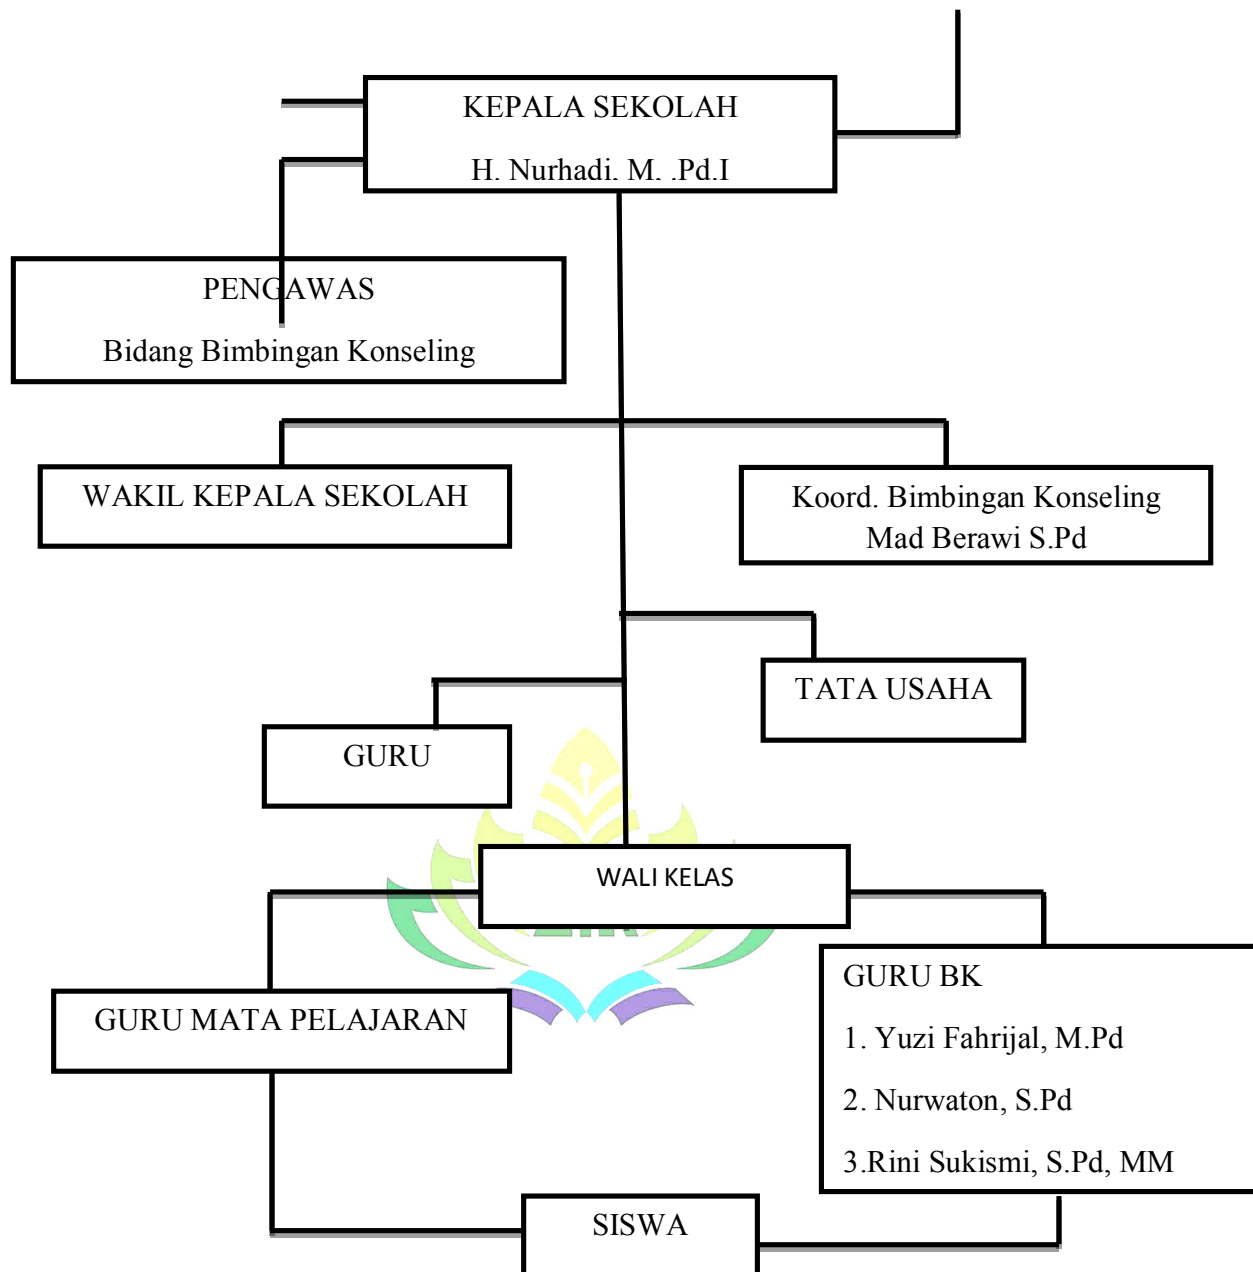 KEPALA SEKOLAH
H. Nurhadi. M. .Pd.I
PENGAWAS
Bidang Bimbingan Konseling
WAKIL KEPALA SEKOLAH
Koord. Bimbingan Konseling
Mad Berawi S.Pd
TATA USAHA
GURU
WALI KELAS
GURU MATA PELAJARAN
GURU BK
1. Yuzi Fahrijal, M.Pd
2. Nurwaton, S.Pd
3.Rini Sukismi, S.Pd, MM
SISWA